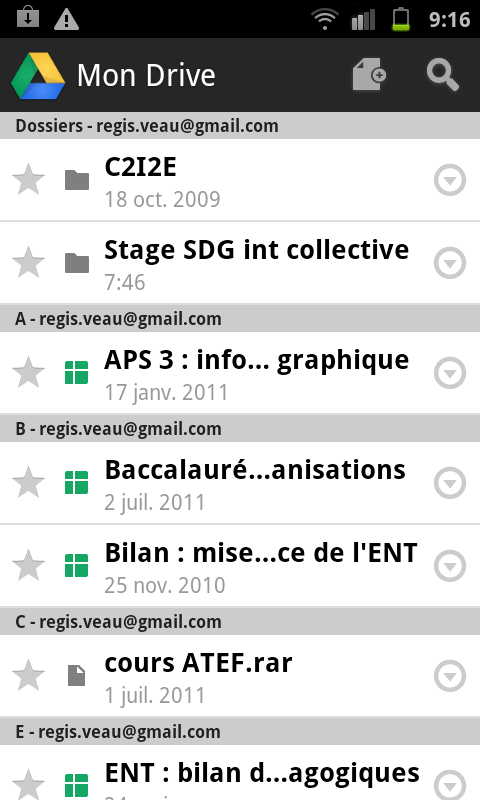 9:16
Mon Drive
Dossiers - regis.veau@gmail.com
C2I2E
18 oct. 2009
Stage SDG int collective
7:46
A - regis.veau@gmail.com
APS 3 : info... graphique
17 janv. 2011
B - regis.veau@gmail.com
Baccalauré...anisations
2 juil. 2011
Bilan : mise...ce de l'ENT
25 nov. 2010
C - regis.veau@gmail.com
cours ATEF.rar
1 juil. 2011
E - regis.veau@gmail.com
ENT : bilan d...agogiques